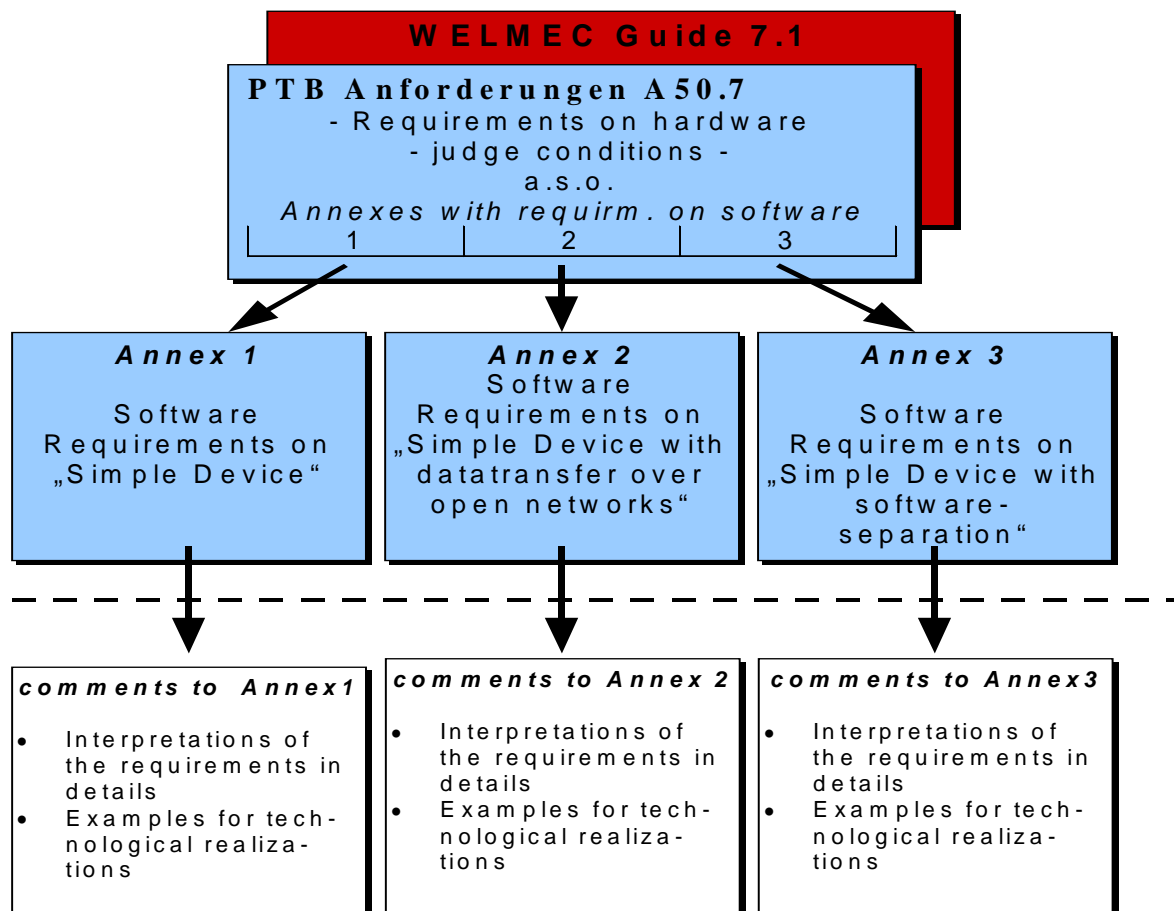 WELMEC Guide 7.1
PTB Anforderungen A 50.7
- Requirements on hardware
- judge conditions -
a.s.o.
Annexes with requirm. on software
1 2 3
Annex 1
Software
Requirements on
„Simple Device“
Annex 2
Software
Requirements on
„Simple Device with
datatransfer over
open networks“
Annex 3
Software
Requirements on
„Simple Device with
software-
separation“
comments to Annex1
• Interpretations of
the requirements in
details
• Examples for tech-
nological realiza-
tions
comments to Annex 2
• Interpretations of
the requirements in
details
• Examples for tech-
nological realiza-
tions
comments to Annex3
• Interpretations of
the requirements in
details
• Examples for tech-
nological realiza-
tions